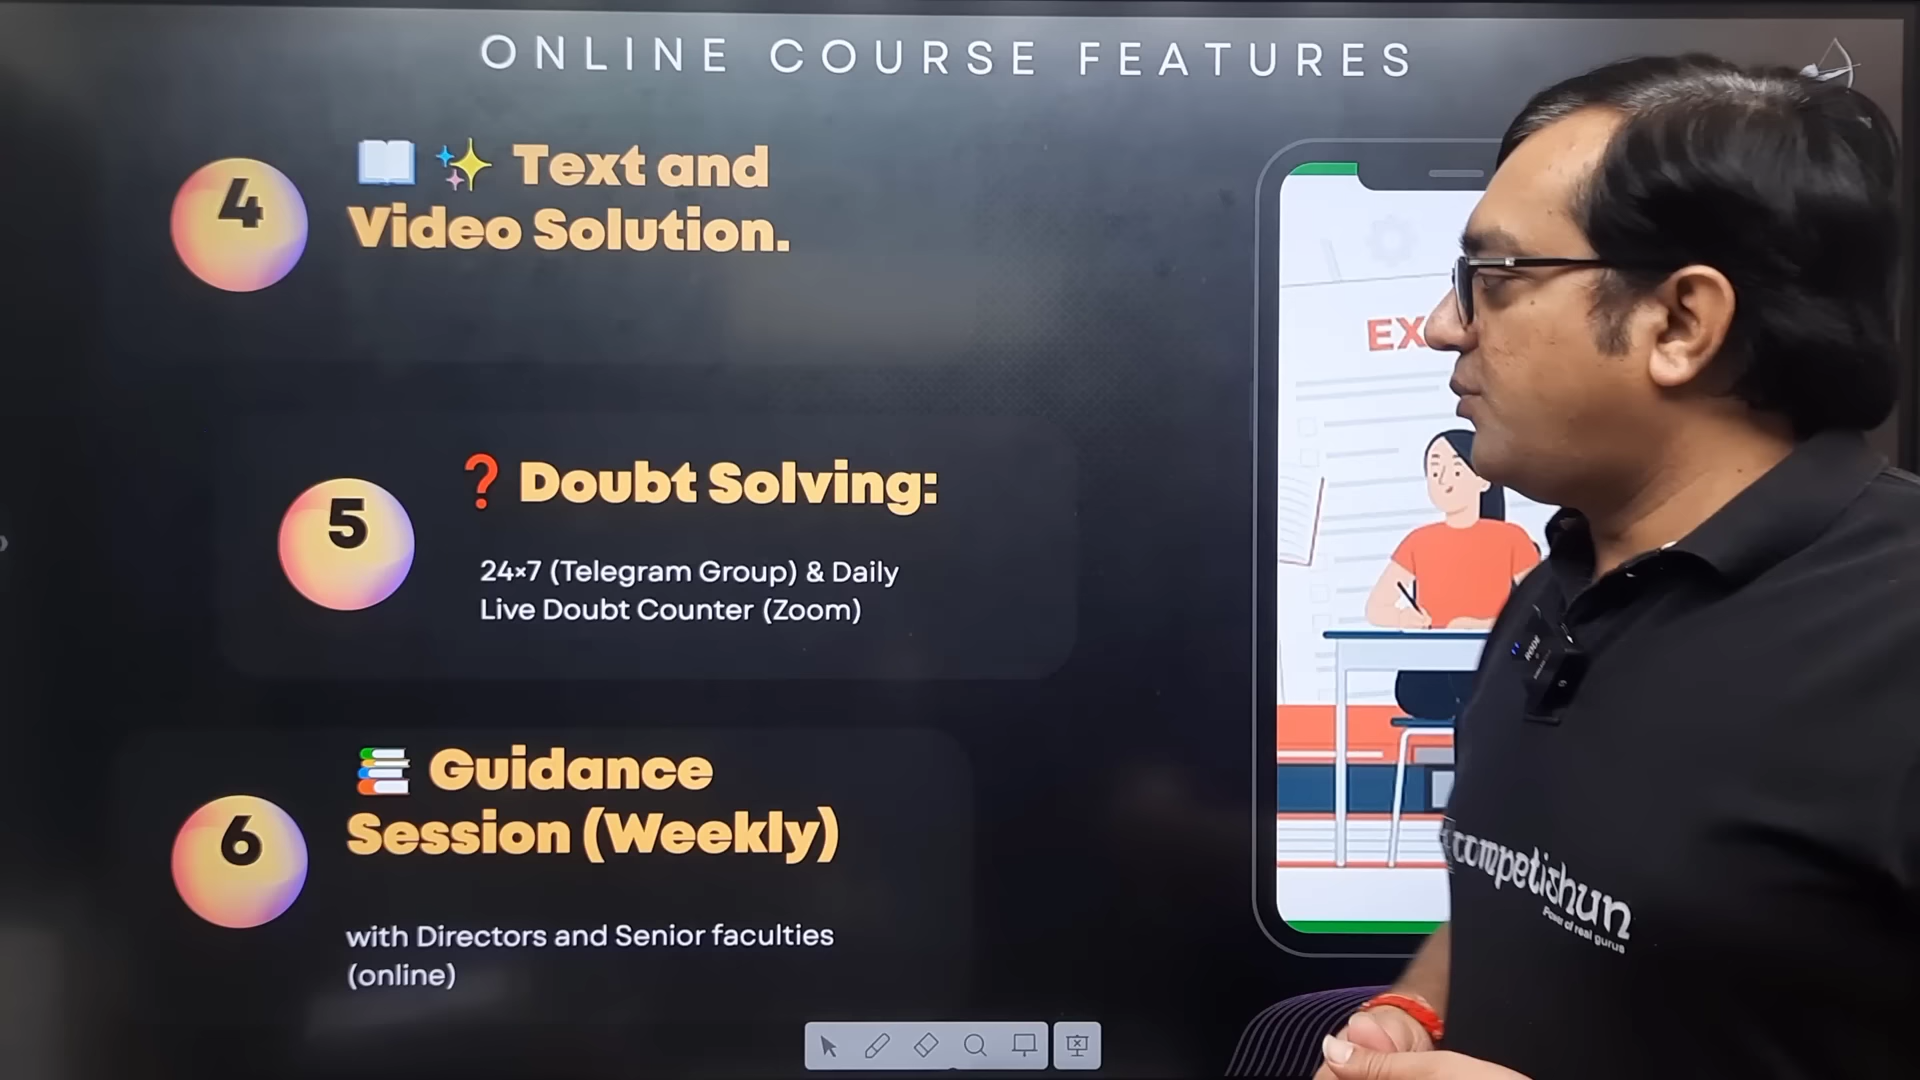 ONLINE COURSE FEATURES
4
Text and
Video Solution.
5
❓ Doubt Solving:
24×7 (Telegram Group) & Daily
Live Doubt Counter (Zoom)
6
Guidance
Session (Weekly)
with Directors and Senior faculties
(online)
EX
RODE
competishun
Power of real gurus